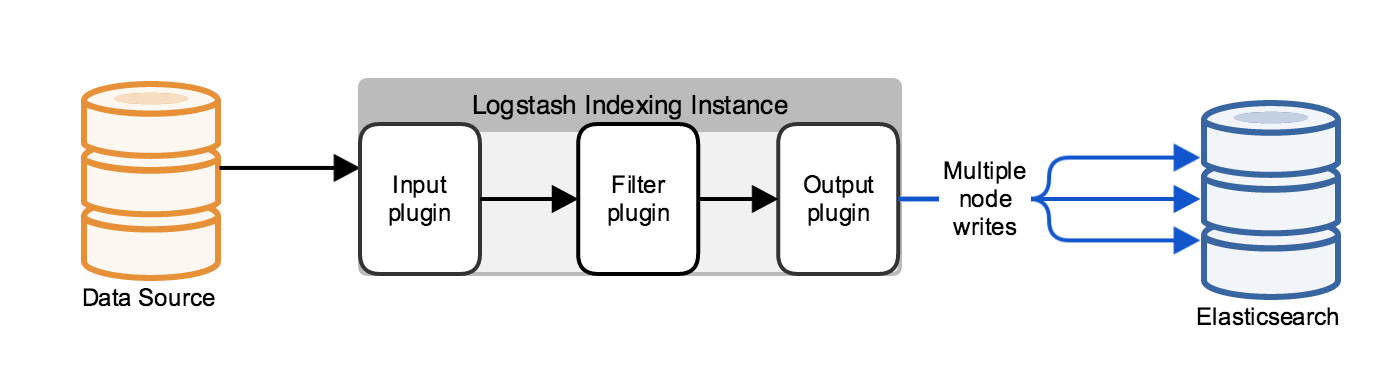 Logstash Indexing Instance
Input
plugin
Filter
plugin
Output
plugin
Multiple
node
writes
Data Source
Elasticsearch